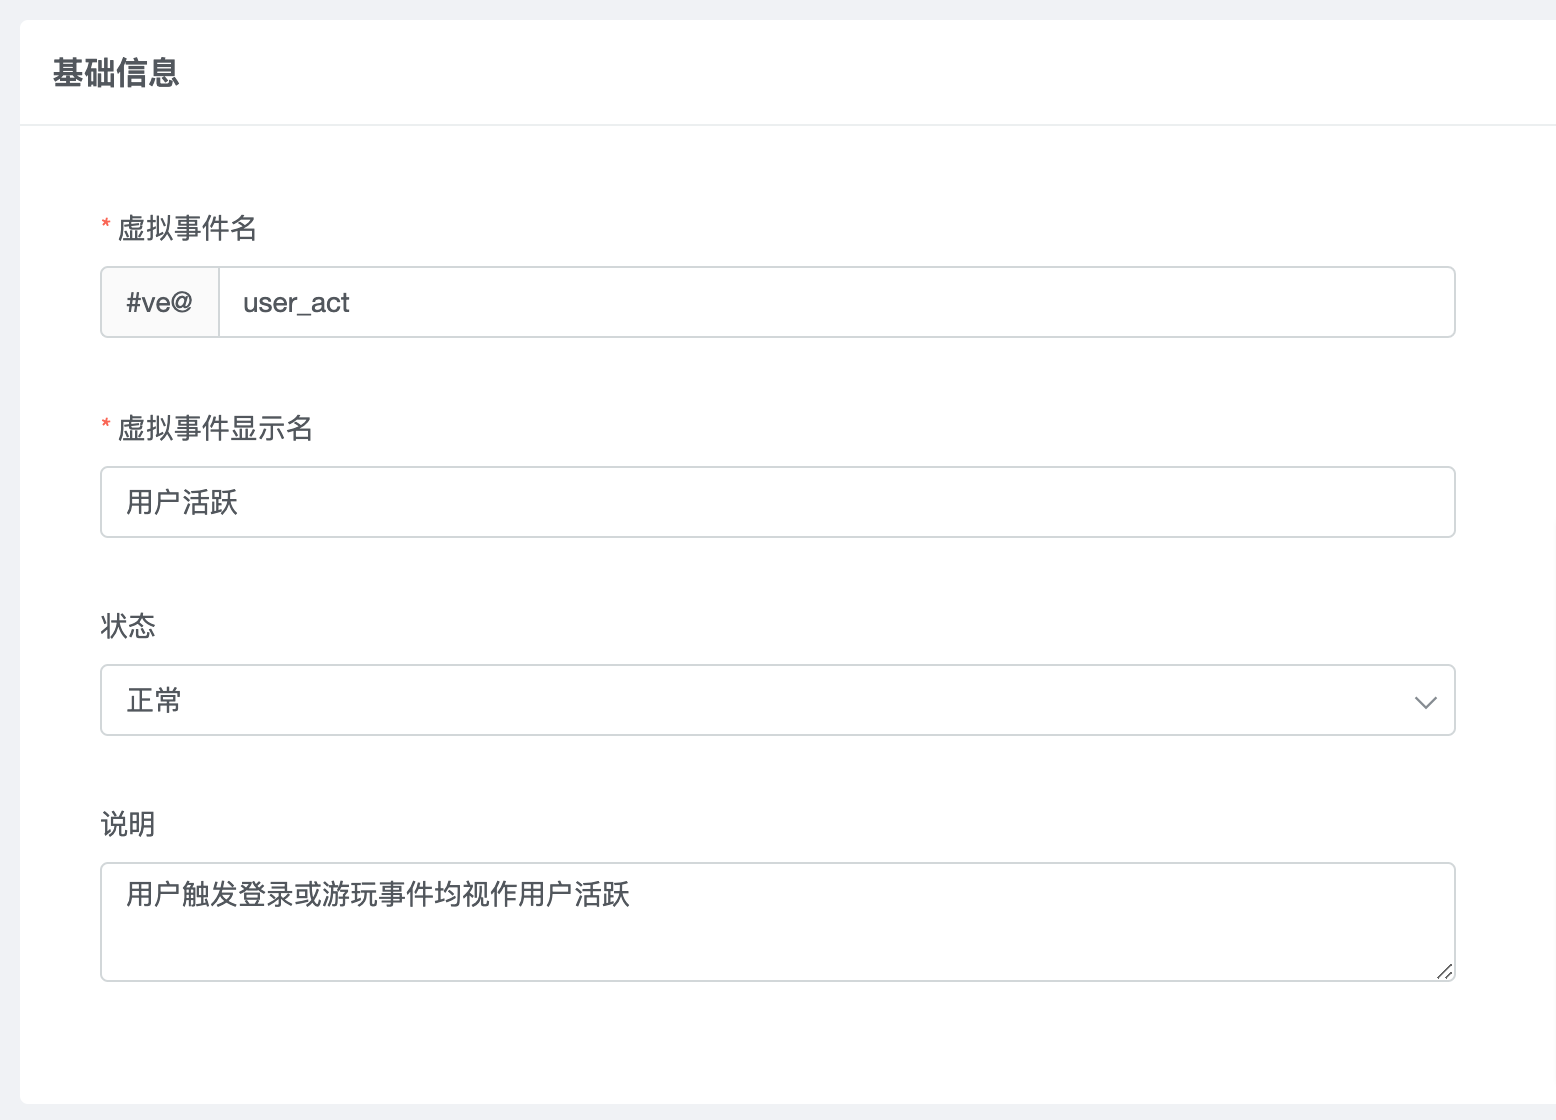 基础信息
* 虚拟事件名
#ve@ user_act
* 虚拟事件显示名
用户活跃
状态
正常
说明
用户触发登录或游玩事件均视作用户活跃